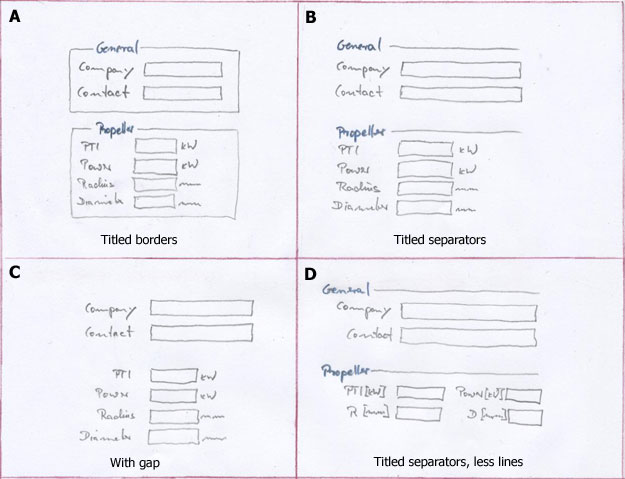 A
General
Company
Contact
Propeller
PTI kW
Power kW
Radius mm
Diameter mm
Titled borders
B
General
Company
Contact
Propeller
PTI kW
Power kW
Radius mm
Diameter mm
Titled separators
C
Company
Contact
PTI kW
Power kW
Radius mm
Diameter mm
With gap
D
General
Company
Contact
Propeller
PTI [kW] Power [kW]
R [mm] D [mm]
Titled separators, less lines